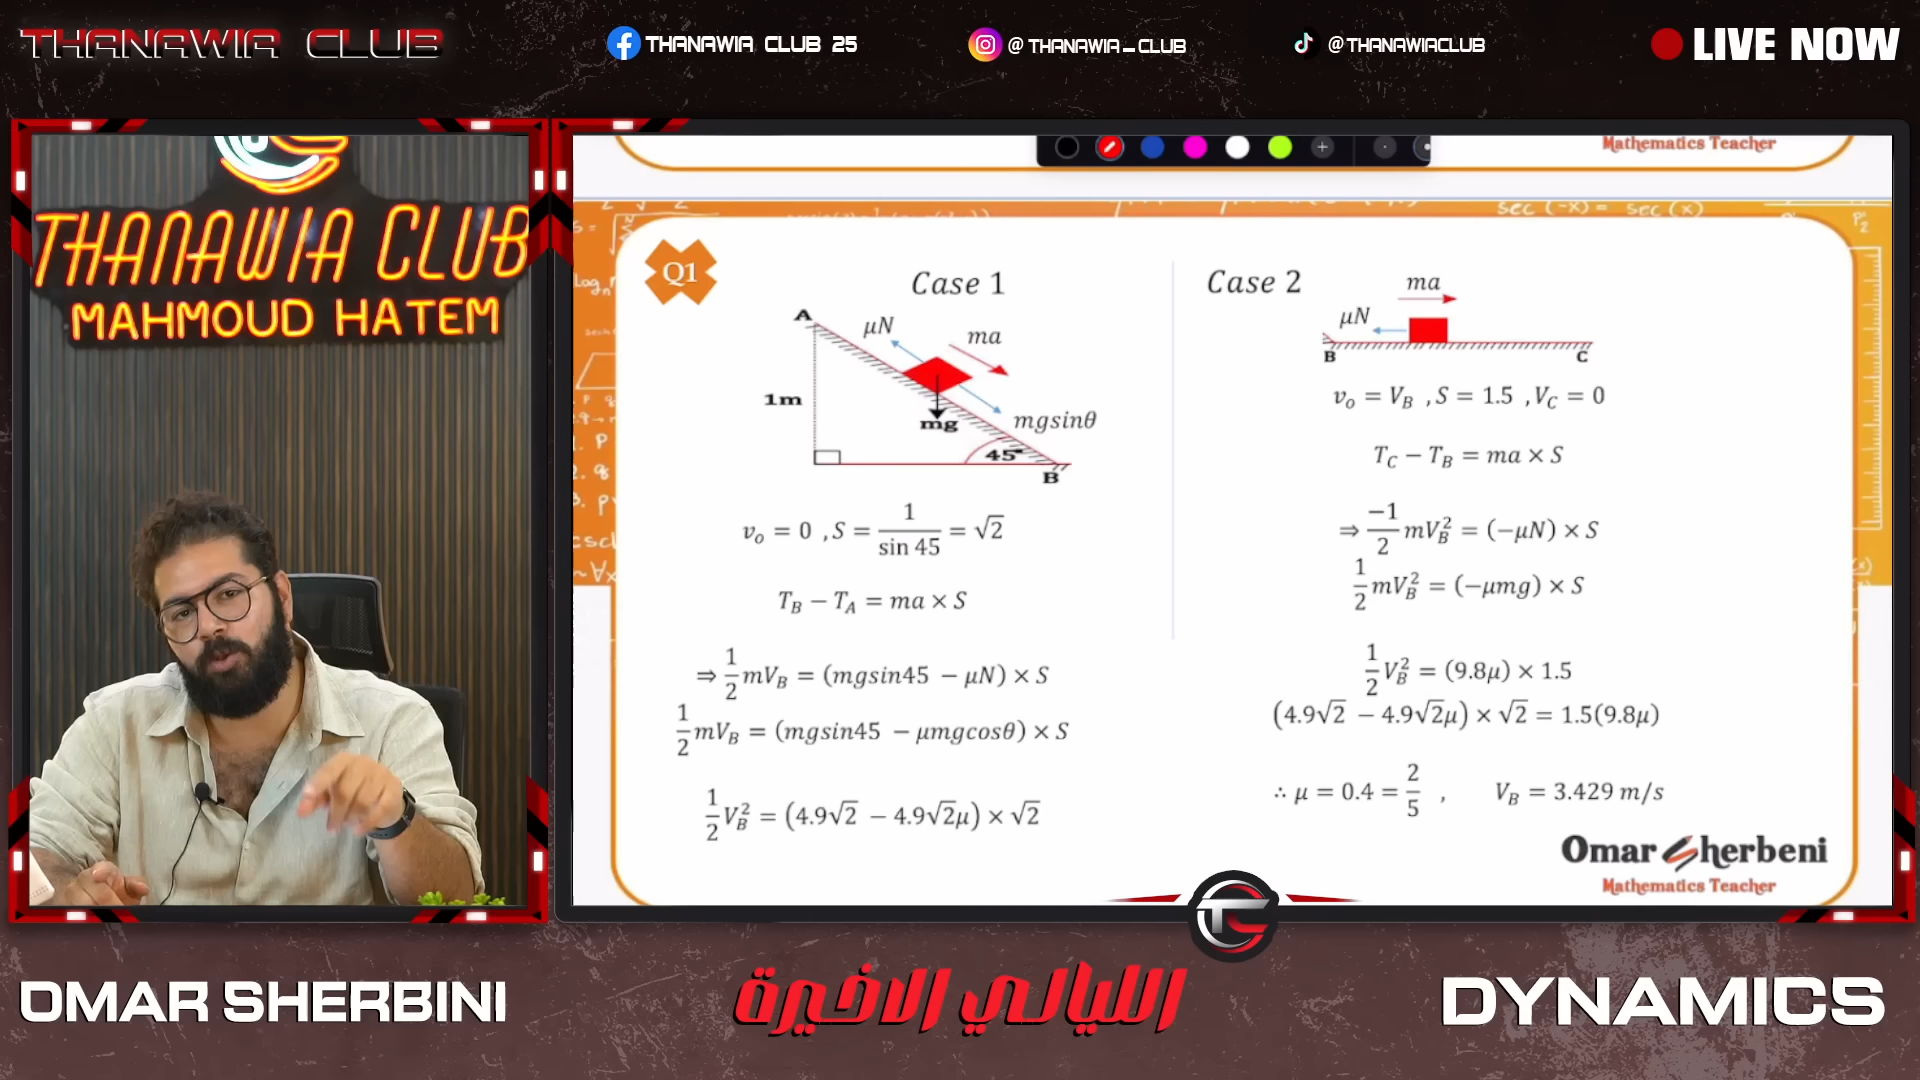 THANAWIA CLUB
THANAWIA CLUB 25
@THANAWIA_CLUB
@THANAWIACLUB
LIVE NOW
THANAWIA CLUB
MAHMOUD HATEM
Mathematics Teacher
sec (-x) = sec (x)
Q1
Case 1
A
μN
ma
1m
mg
mgsinθ
45°
B
v₀ = 0 , S = 1/sin 45 = √2
T_B − T_A = ma × S
⇒ 1/2 mV_B = (mgsin45 − μN) × S
1/2 mV_B = (mgsin45 − μmgcosθ) × S
1/2 V_B² = (4.9√2 − 4.9√2μ) × √2
Case 2
ma
μN
B
C
v₀ = V_B , S = 1.5 , V_C = 0
T_C − T_B = ma × S
⇒ −1/2 mV_B² = (−μN) × S
1/2 mV_B² = (−μmg) × S
1/2 V_B² = (9.8μ) × 1.5
(4.9√2 − 4.9√2μ) × √2 = 1.5(9.8μ)
∴ μ = 0.4 = 2/5 , V_B = 3.429 m/s
Omar Sherbeni
Mathematics Teacher
TC
OMAR SHERBINI
الليالي الاخيرة
DYNAMICS